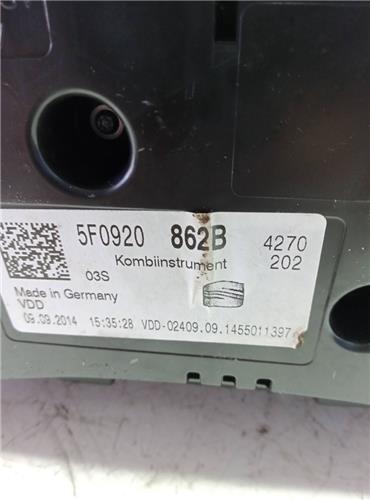 5F0920 862B 4270
Kombiinstrument 202
03S
Made in Germany
VDD
09.09.2014 15:35:28 VDD-02409.09.1455011397